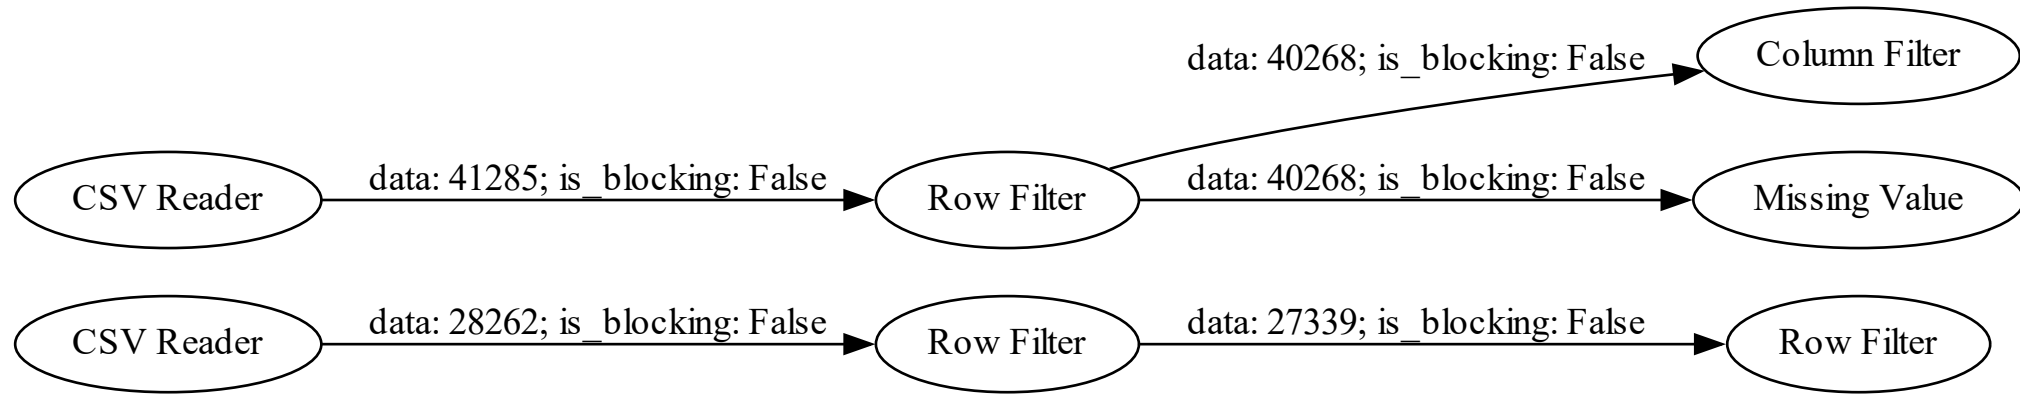 data: 40268; is_blocking: False
Column Filter
CSV Reader
data: 41285; is_blocking: False
Row Filter
data: 40268; is_blocking: False
Missing Value
CSV Reader
data: 28262; is_blocking: False
Row Filter
data: 27339; is_blocking: False
Row Filter